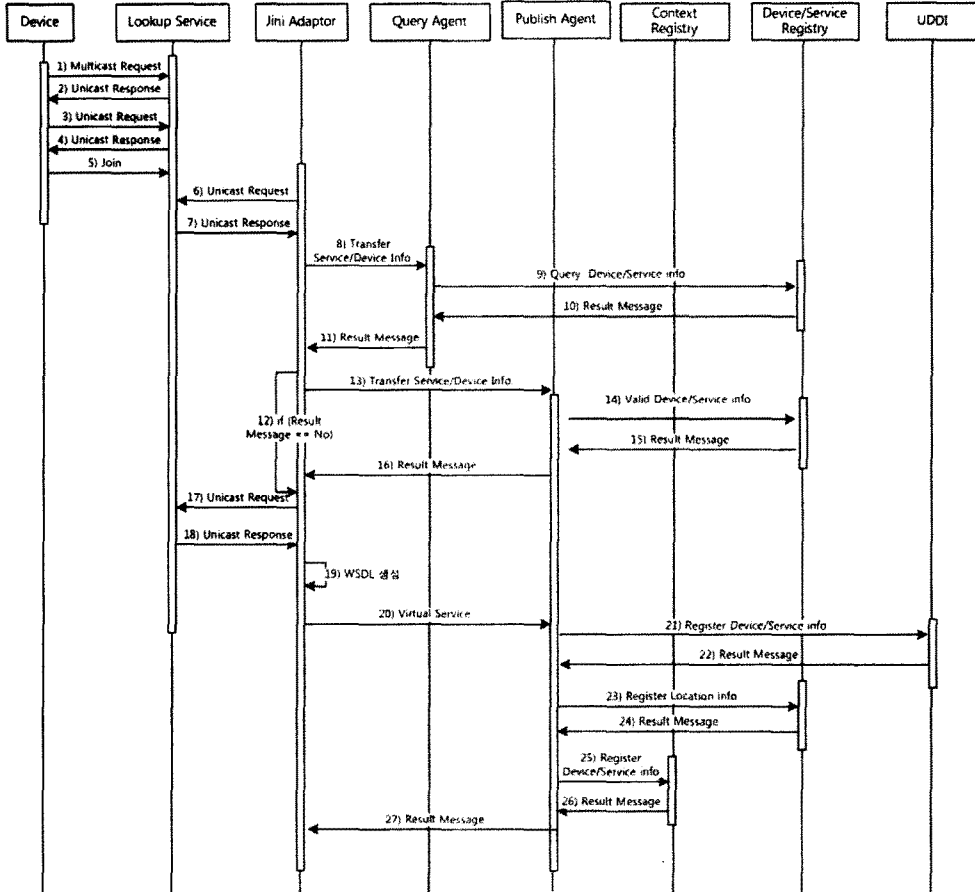 Device
Lookup Service
Jini Adaptor
Query Agent
Publish Agent
Context
Registry
Device/Service
Registry
UDDI
1) Multicast Request
2) Unicast Response
3) Unicast Request
4) Unicast Response
5) Join
6) Unicast Request
7) Unicast Response
8) Transfer
Service/Device Info
9) Query Device/Service info
10) Result Message
11) Result Message
13) Transfer Service/Device Info
14) Valid Device/Service info
12) if (Result
Message == No)
15) Result Message
16) Result Message
17) Unicast Request
18) Unicast Response
19) WSDL 생성
20) Virtual Service
21) Register Device/Service info
22) Result Message
23) Register Location info
24) Result Message
25) Register
Device/Service info
26) Result Message
27) Result Message